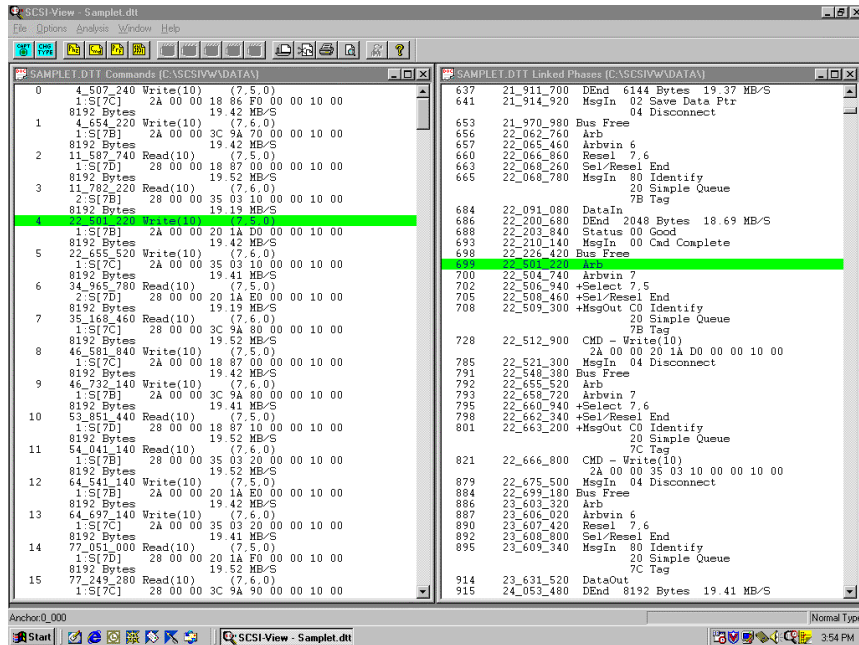 SCSI-View - Samplet.dtt
File Options Analysis Window Help
CAPT CHG TYPE
SAMPLET.DTT Commands (C:\SCSIVW\DATA\)
0 4_507_240 Write(10) (7,5,0)
1:S[7C] 2A 00 00 18 86 F0 00 00 10 00
8192 Bytes 19.42 MB/S
1 4_654_220 Write(10) (7,6,0)
1:S[7B] 2A 00 00 3C 9A 70 00 00 10 00
8192 Bytes 19.42 MB/S
2 11_587_740 Read(10) (7,5,0)
1:S[7D] 28 00 00 18 87 00 00 00 10 00
8192 Bytes 19.52 MB/S
3 11_782_220 Read(10) (7,6,0)
2:S[7B] 28 00 00 35 03 10 00 00 10 00
8192 Bytes 19.19 MB/S
4 22_501_220 Write(10) (7,5,0)
1:S[7B] 2A 00 00 20 1A D0 00 00 10 00
8192 Bytes 19.42 MB/S
5 22_655_520 Write(10) (7,6,0)
1:S[7C] 2A 00 00 35 03 10 00 00 10 00
8192 Bytes 19.41 MB/S
6 34_965_780 Read(10) (7,5,0)
2:S[7D] 28 00 00 20 1A E0 00 00 10 00
8192 Bytes 19.19 MB/S
7 35_168_460 Read(10) (7,6,0)
1:S[7C] 28 00 00 3C 9A 80 00 00 10 00
8192 Bytes 19.52 MB/S
8 46_581_840 Write(10) (7,5,0)
1:S[7C] 2A 00 00 18 87 00 00 00 10 00
8192 Bytes 19.42 MB/S
9 46_732_140 Write(10) (7,6,0)
1:S[7B] 2A 00 00 3C 9A 80 00 00 10 00
8192 Bytes 19.41 MB/S
10 53_851_440 Read(10) (7,5,0)
1:S[7C] 28 00 00 18 87 10 00 00 10 00
8192 Bytes 19.52 MB/S
11 54_041_140 Read(10) (7,6,0)
1:S[7B] 28 00 00 35 03 20 00 00 10 00
8192 Bytes 19.52 MB/S
12 64_541_140 Write(10) (7,5,0)
1:S[7B] 2A 00 00 20 1A E0 00 00 10 00
8192 Bytes 19.42 MB/S
13 64_697_140 Write(10) (7,6,0)
1:S[7C] 2A 00 00 35 03 20 00 00 10 00
8192 Bytes 19.41 MB/S
14 77_051_000 Read(10) (7,5,0)
1:S[7D] 28 00 00 20 1A F0 00 00 10 00
8192 Bytes 19.52 MB/S
15 77_249_280 Read(10) (7,6,0)
1:S[7C] 28 00 00 3C 9A 90 00 00 10 00
SAMPLET.DTT Linked Phases (C:\SCSIVW\DATA\)
637 21_911_700 DEnd 6144 Bytes 19.37 MB/S
641 21_914_920 MsgIn 02 Save Data Ptr
04 Disconnect
653 21_970_980 Bus Free
656 22_062_760 Arb
657 22_065_460 Arbwin 6
660 22_066_860 Resel 7,6
663 22_068_260 Sel/Resel End
665 22_068_780 MsgIn 80 Identify
20 Simple Queue
7B Tag
684 22_091_080 DataIn
686 22_200_680 DEnd 2048 Bytes 18.69 MB/S
688 22_203_840 Status 00 Good
693 22_210_140 MsgIn 00 Cmd Complete
698 22_226_420 Bus Free
699 22_501_220 Arb
700 22_504_740 Arbwin 7
702 22_506_940 +Select 7,5
705 22_508_460 +Sel/Resel End
708 22_509_300 +MsgOut C0 Identify
20 Simple Queue
7B Tag
728 22_512_900 CMD - Write(10)
2A 00 00 20 1A D0 00 00 10 00
785 22_521_300 MsgIn 04 Disconnect
791 22_548_380 Bus Free
792 22_655_520 Arb
793 22_658_720 Arbwin 7
795 22_660_940 +Select 7,6
798 22_662_340 +Sel/Resel End
801 22_663_200 +MsgOut C0 Identify
20 Simple Queue
7C Tag
821 22_666_800 CMD - Write(10)
2A 00 00 35 03 10 00 00 10 00
879 22_675_500 MsgIn 04 Disconnect
884 22_699_180 Bus Free
886 23_603_320 Arb
887 23_606_020 Arbwin 6
890 23_607_420 Resel 7,6
892 23_608_800 Sel/Resel End
895 23_609_340 MsgIn 80 Identify
20 Simple Queue
7C Tag
914 23_631_520 DataOut
915 24_053_480 DEnd 8192 Bytes 19.41 MB/S
Anchor:0_000
Normal Type
Start
SCSI-View - Samplet.dtt
3:54 PM